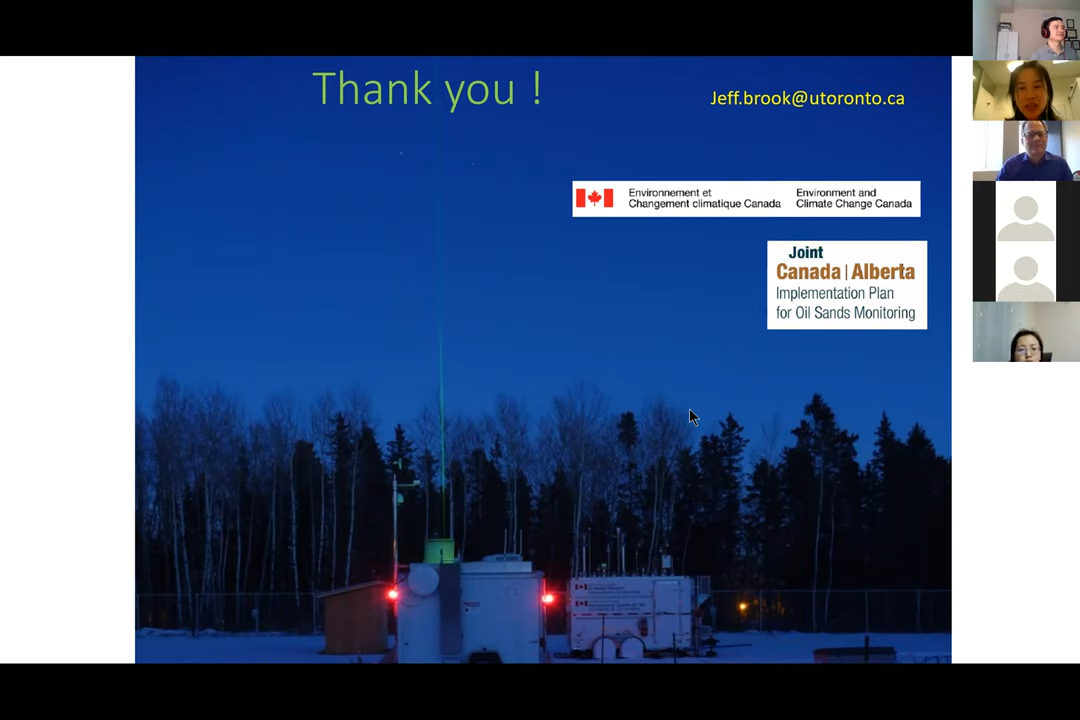 Thank you !
Jeff.brook@utoronto.ca
Environnement et
Changement climatique Canada
Environment and
Climate Change Canada
Joint
Canada | Alberta
Implementation Plan
for Oil Sands Monitoring